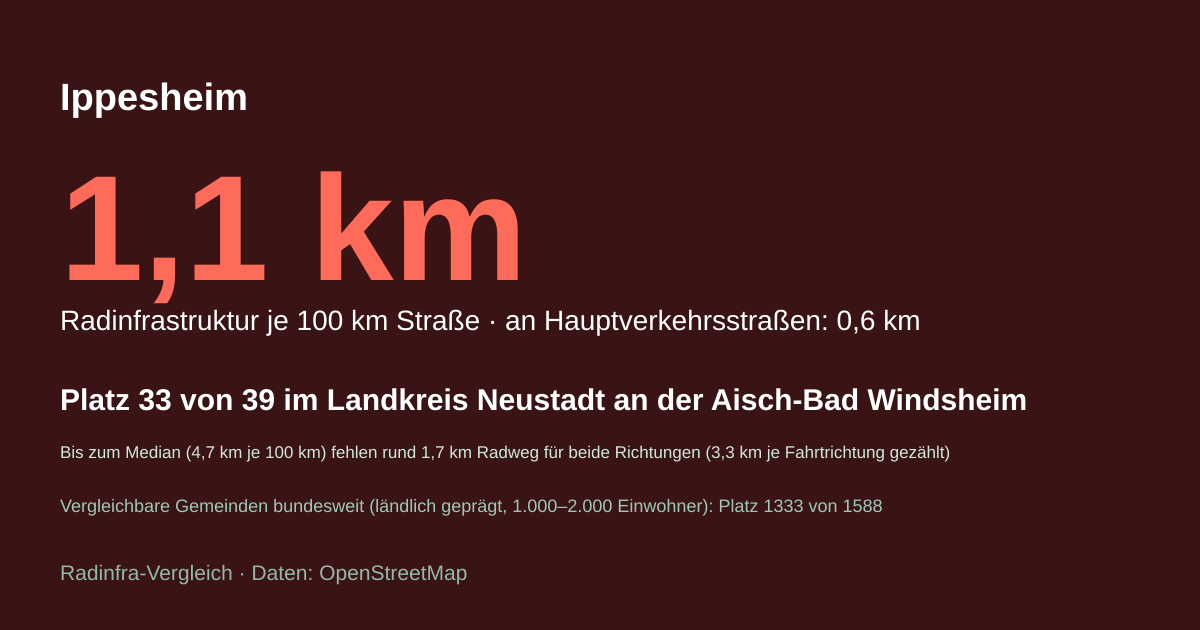 Ippesheim
1,1 km
Radinfrastruktur je 100 km Straße · an Hauptverkehrsstraßen: 0,6 km
Platz 33 von 39 im Landkreis Neustadt an der Aisch-Bad Windsheim
Bis zum Median (4,7 km je 100 km) fehlen rund 1,7 km Radweg für beide Richtungen (3,3 km je Fahrtrichtung gezählt)
Vergleichbare Gemeinden bundesweit (ländlich geprägt, 1.000–2.000 Einwohner): Platz 1333 von 1588
Radinfra-Vergleich · Daten: OpenStreetMap